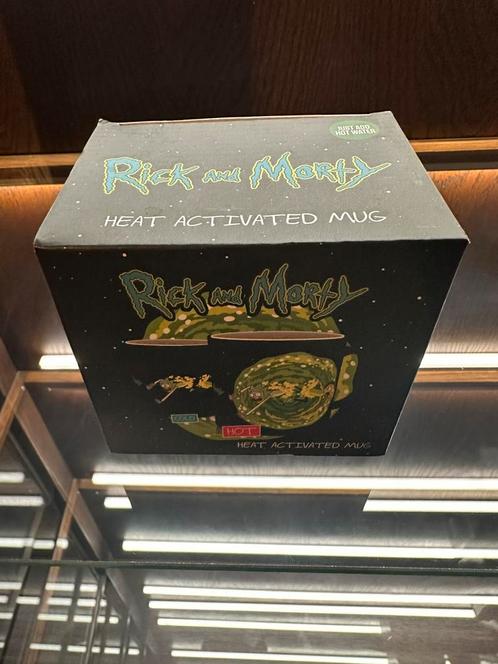 JUST ADD
HOT WATER
RICK AND MORTY
HEAT ACTIVATED MUG
RICK AND MORTY
COLD
HOT
HEAT ACTIVATED MUG